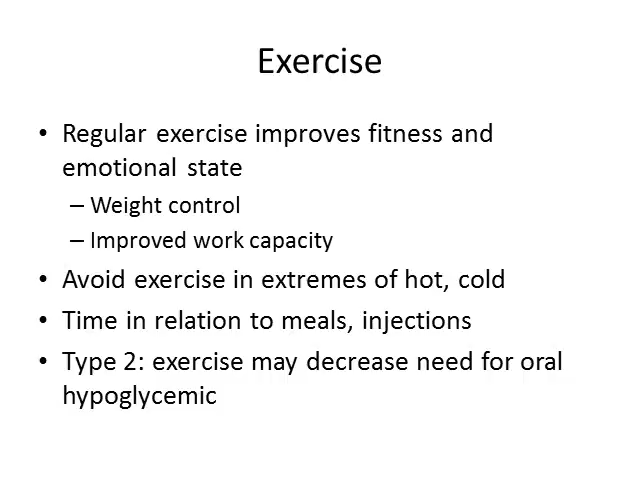 Exercise
• Regular exercise improves fitness and
emotional state
– Weight control
– Improved work capacity
• Avoid exercise in extremes of hot, cold
• Time in relation to meals, injections
• Type 2: exercise may decrease need for oral
hypoglycemic